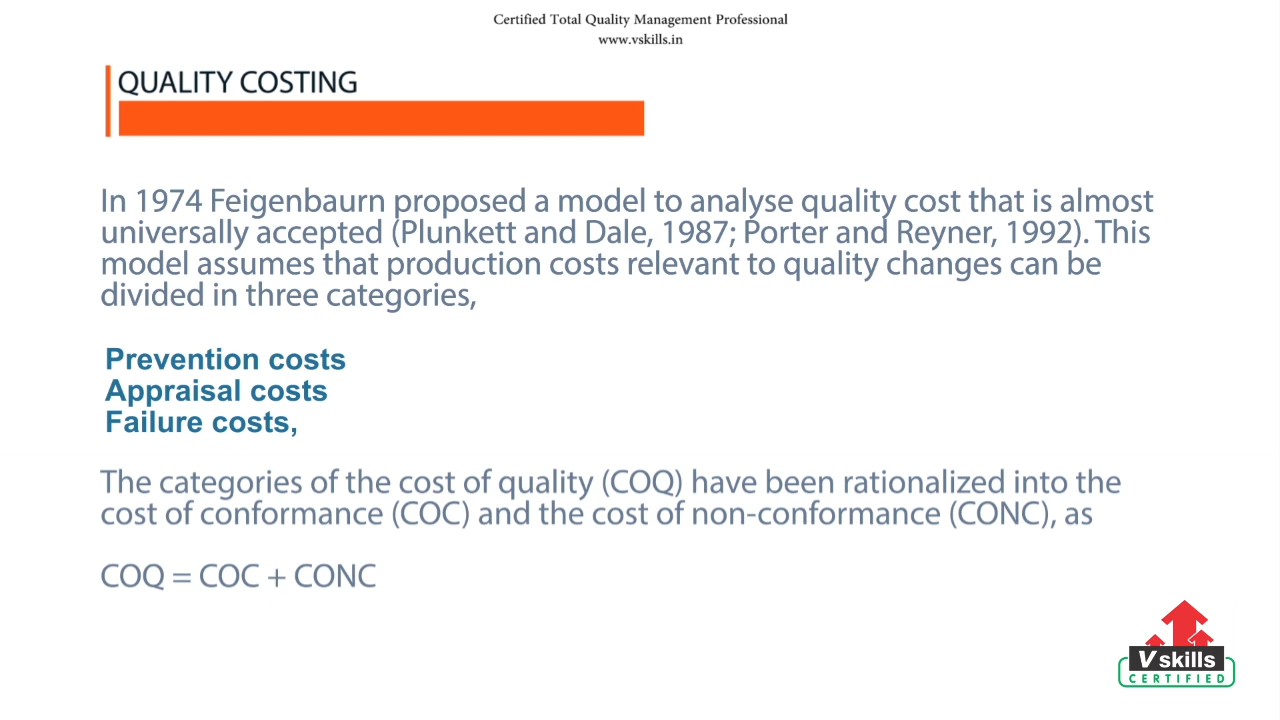 Certified Total Quality Management Professional
www.vskills.in
QUALITY COSTING
In 1974 Feigenbaurn proposed a model to analyse quality cost that is almost
universally accepted (Plunkett and Dale, 1987; Porter and Reyner, 1992). This
model assumes that production costs relevant to quality changes can be
divided in three categories,
Prevention costs
Appraisal costs
Failure costs,
The categories of the cost of quality (COQ) have been rationalized into the
cost of conformance (COC) and the cost of non-conformance (CONC), as
COQ = COC + CONC
Vskills
CERTIFIED